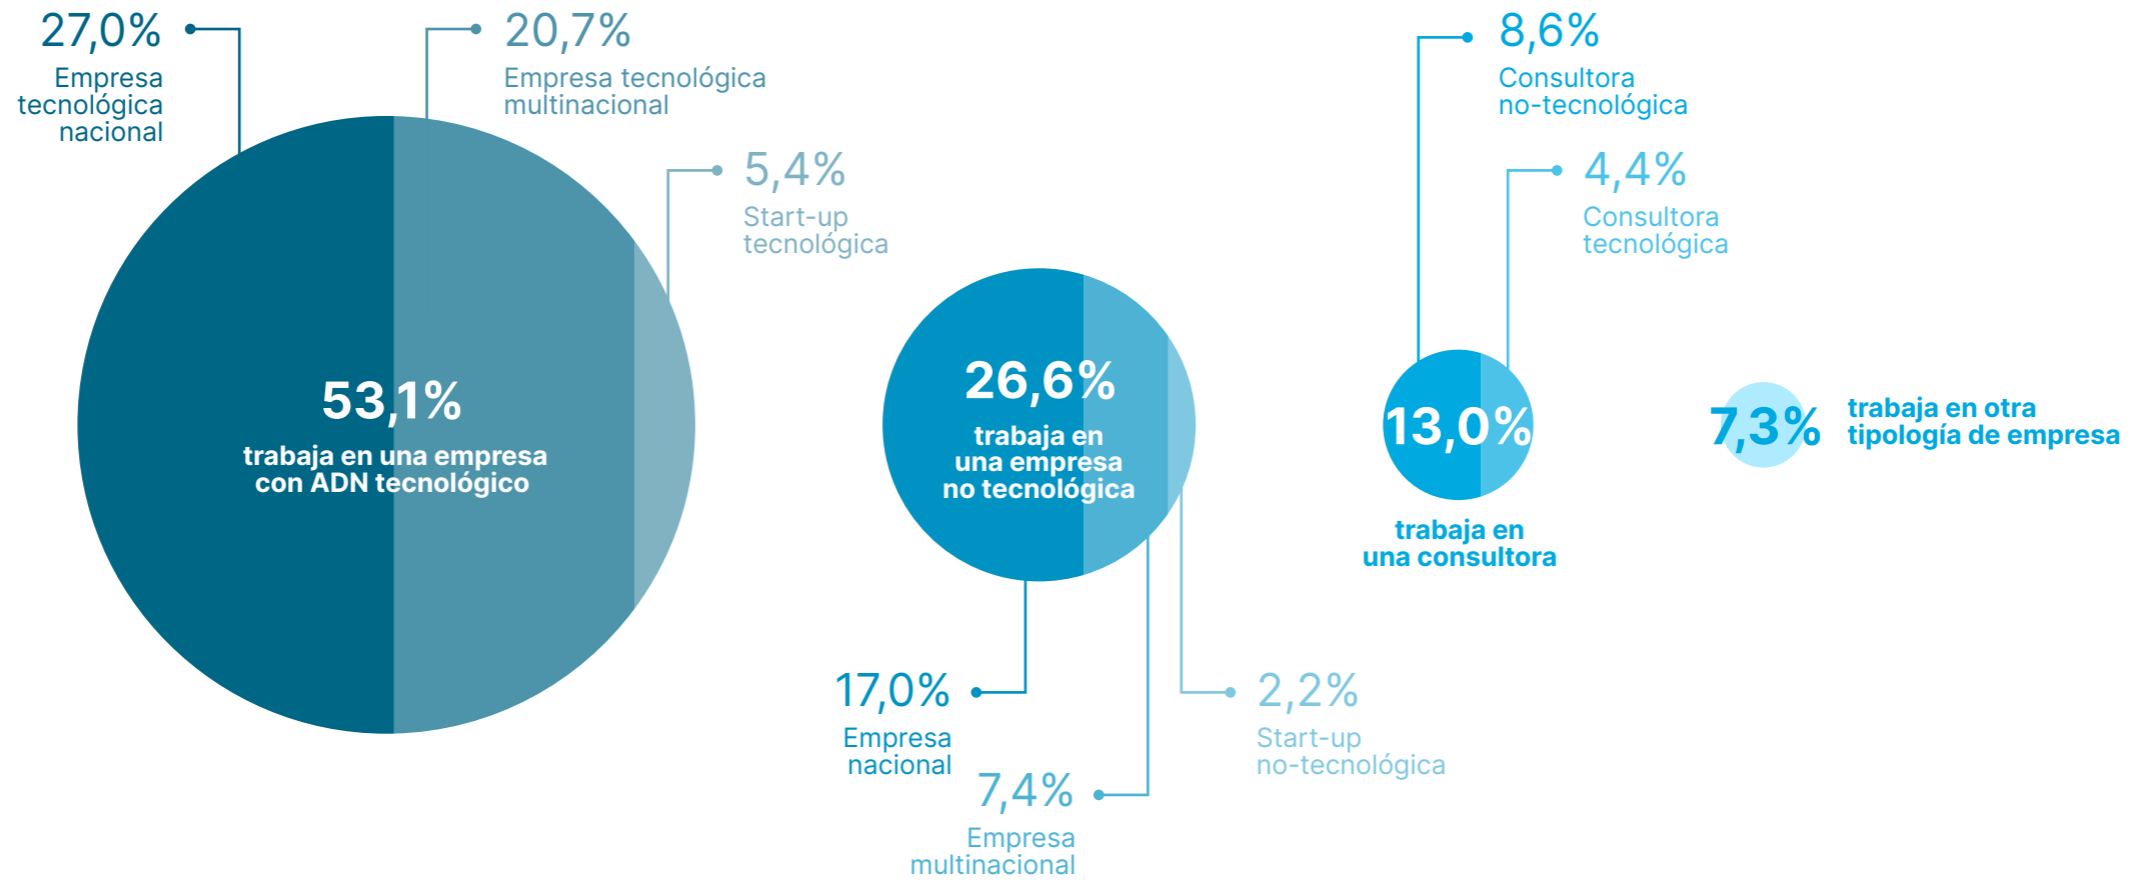 27,0%
Empresa
tecnológica
nacional
20,7%
Empresa tecnológica
multinacional
5,4%
Start-up
tecnológica
53,1%
trabaja en una empresa
con ADN tecnológico
26,6%
trabaja en
una empresa
no tecnológica
17,0%
Empresa
nacional
7,4%
Empresa
multinacional
2,2%
Start-up
no-tecnológica
8,6%
Consultora
no-tecnológica
4,4%
Consultora
tecnológica
13,0%
trabaja en
una consultora
7,3%
trabaja en otra
tipología de empresa